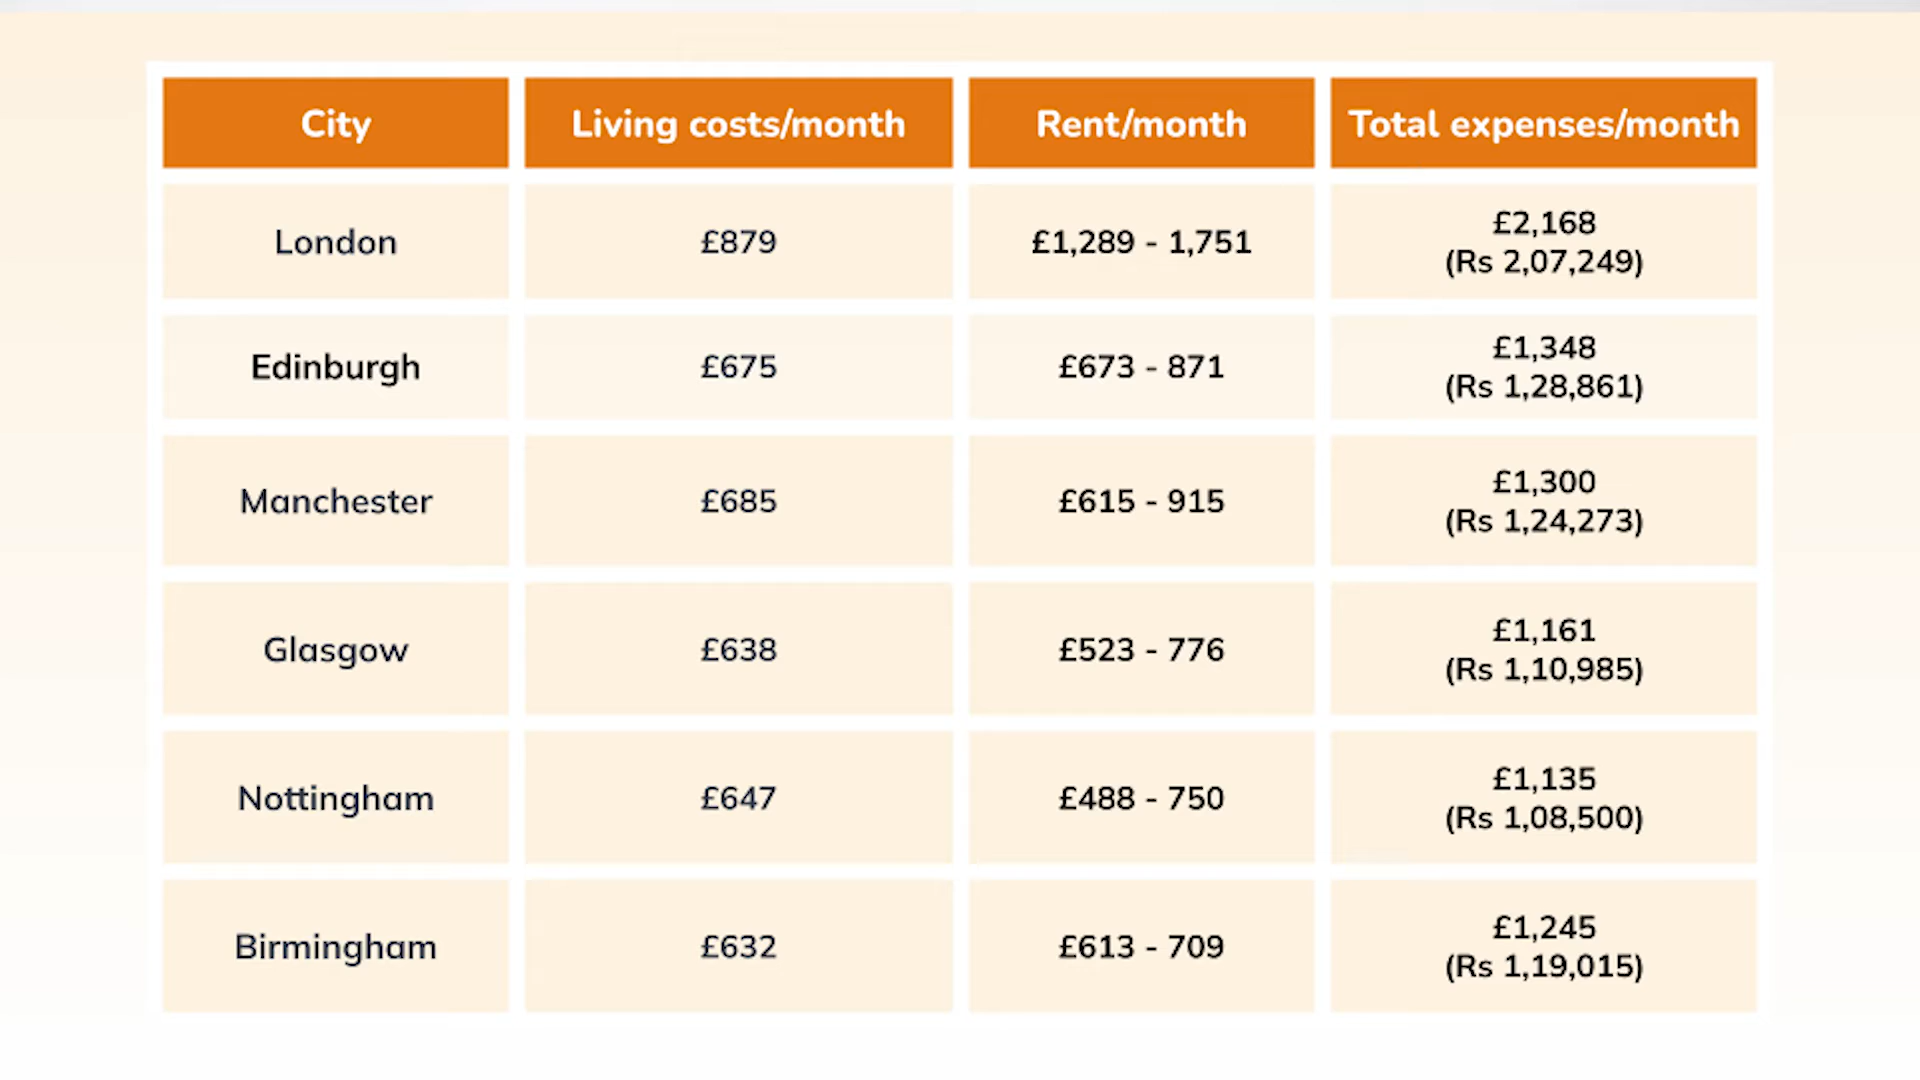 City Living costs/month Rent/month Total expenses/month
London £879 £1,289 - 1,751 £2,168
(Rs 2,07,249)
Edinburgh £675 £673 - 871 £1,348
(Rs 1,28,861)
Manchester £685 £615 - 915 £1,300
(Rs 1,24,273)
Glasgow £638 £523 - 776 £1,161
(Rs 1,10,985)
Nottingham £647 £488 - 750 £1,135
(Rs 1,08,500)
Birmingham £632 £613 - 709 £1,245
(Rs 1,19,015)